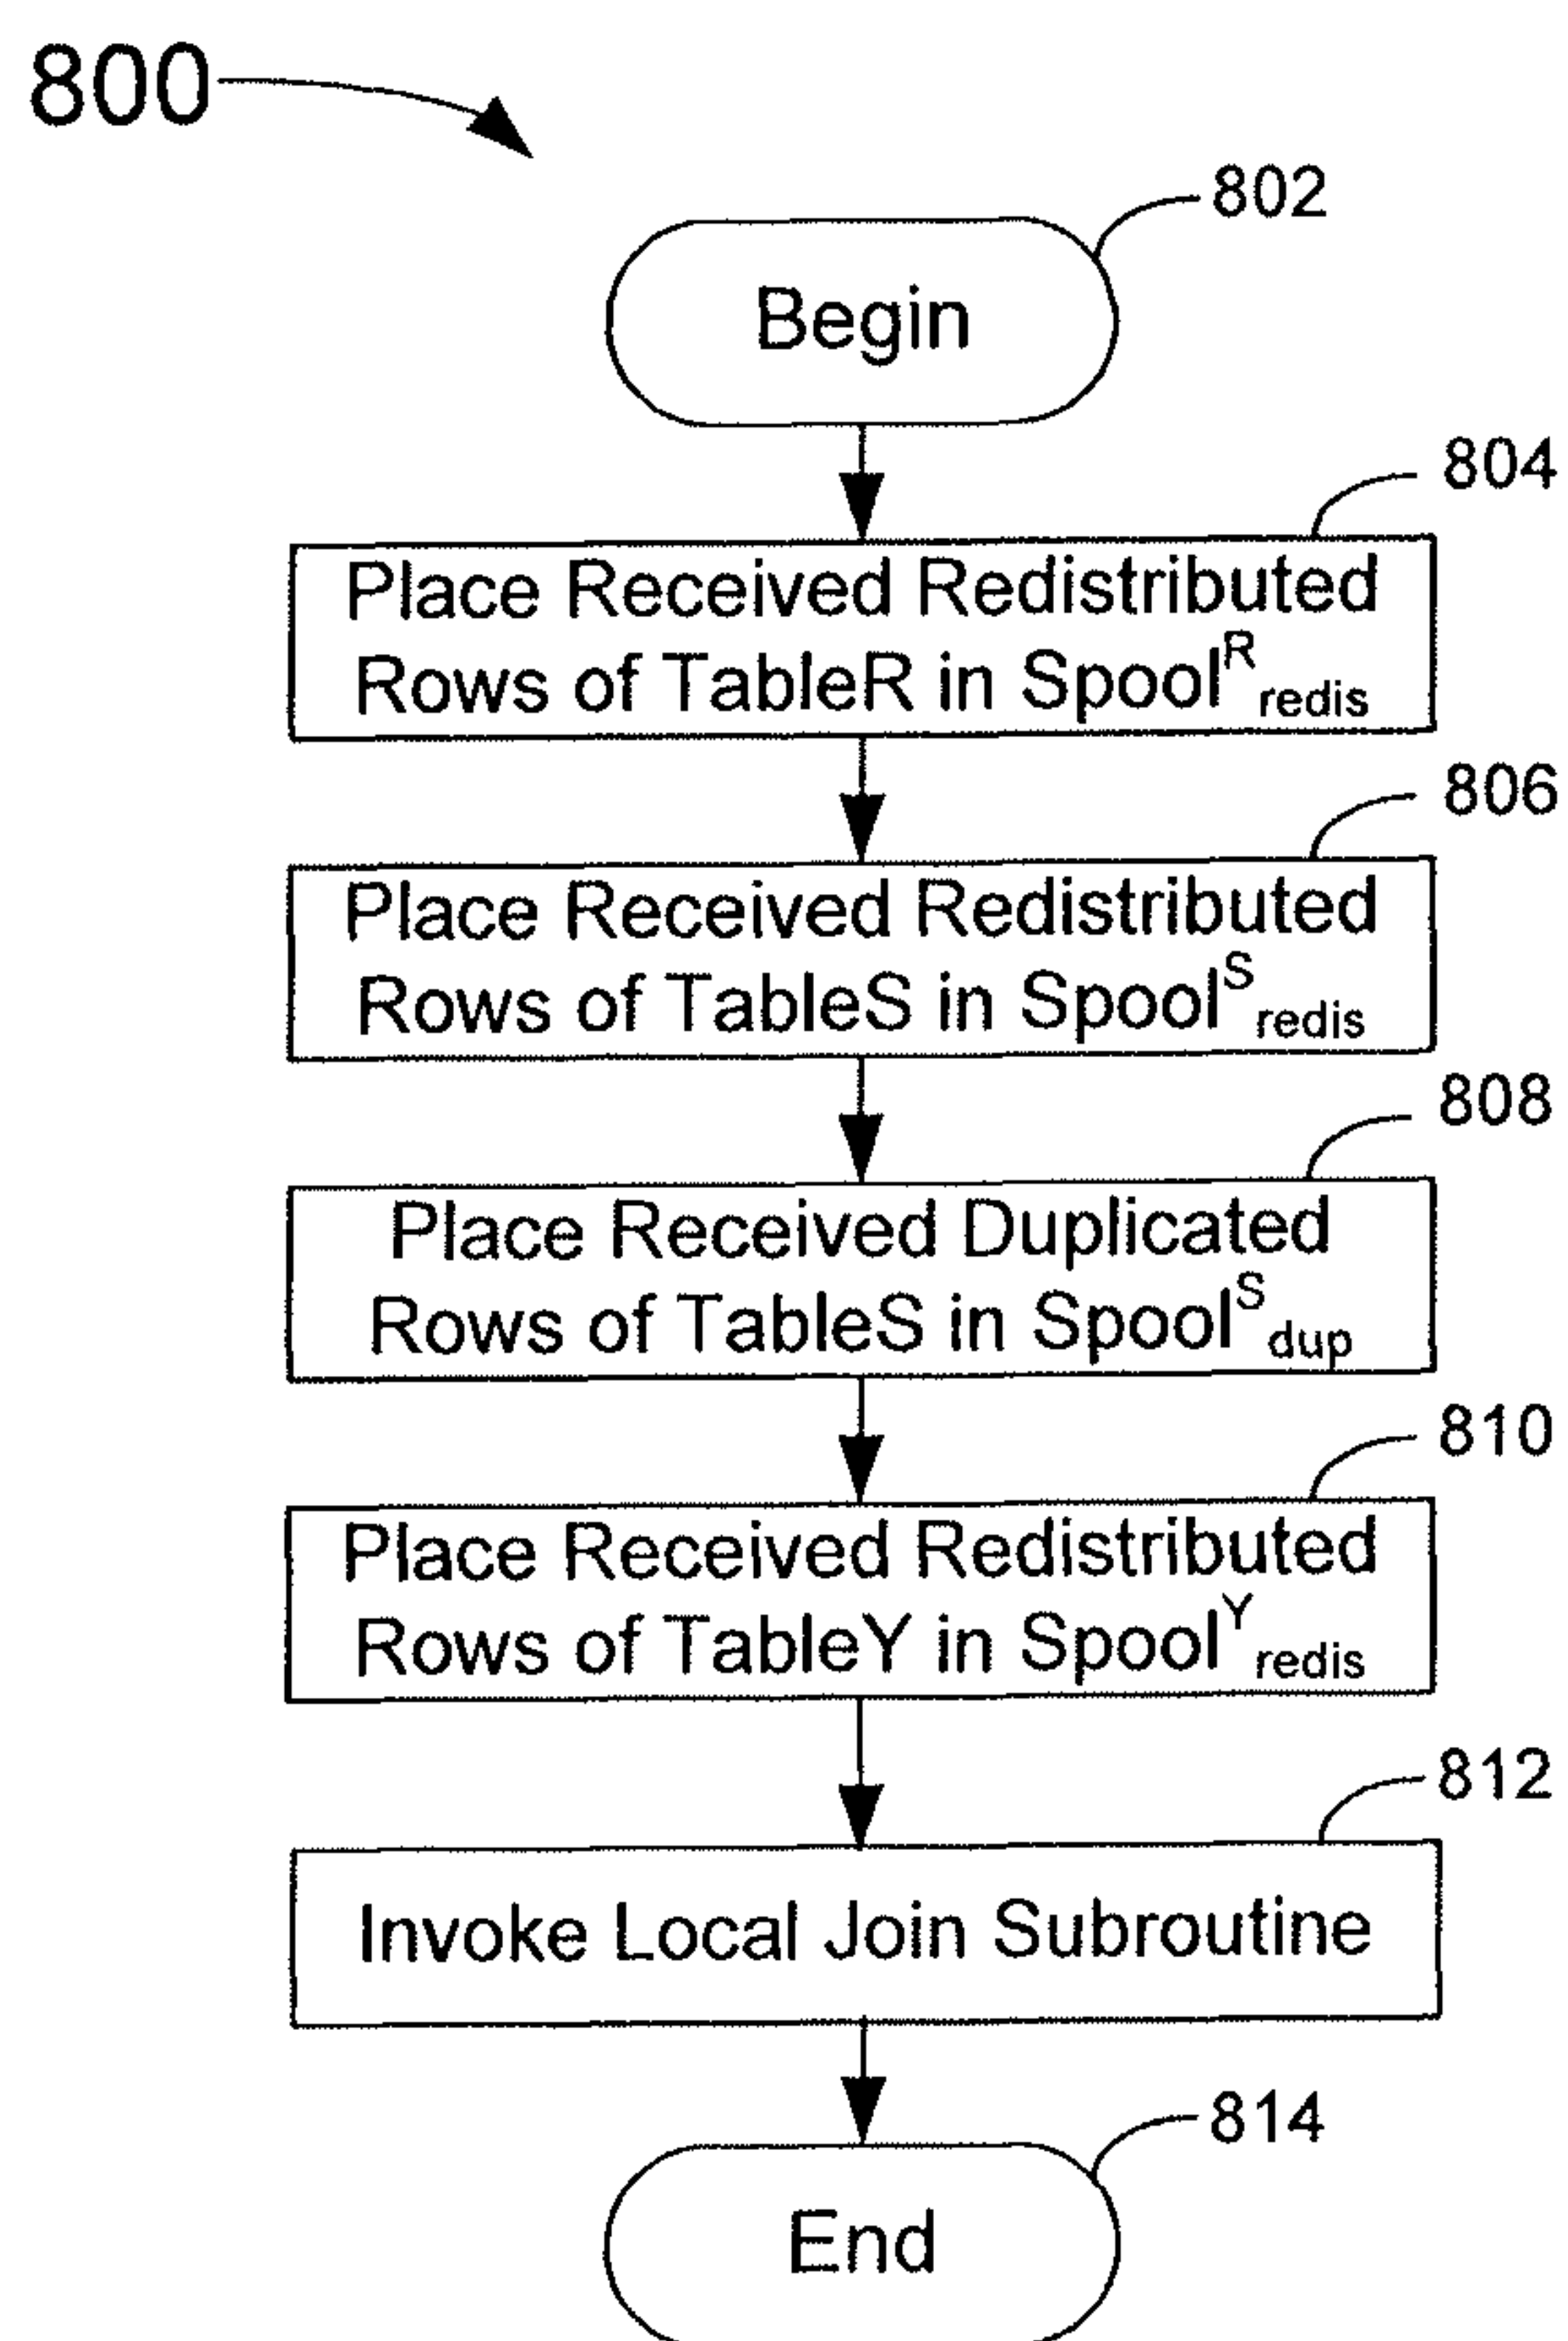 800
802
Begin
804
Place Received Redistributed
Rows of TableR in Spool^R_redis
806
Place Received Redistributed
Rows of TableS in Spool^S_redis
808
Place Received Duplicated
Rows of TableS in Spool^S_dup
810
Place Received Redistributed
Rows of TableY in Spool^Y_redis
812
Invoke Local Join Subroutine
814
End